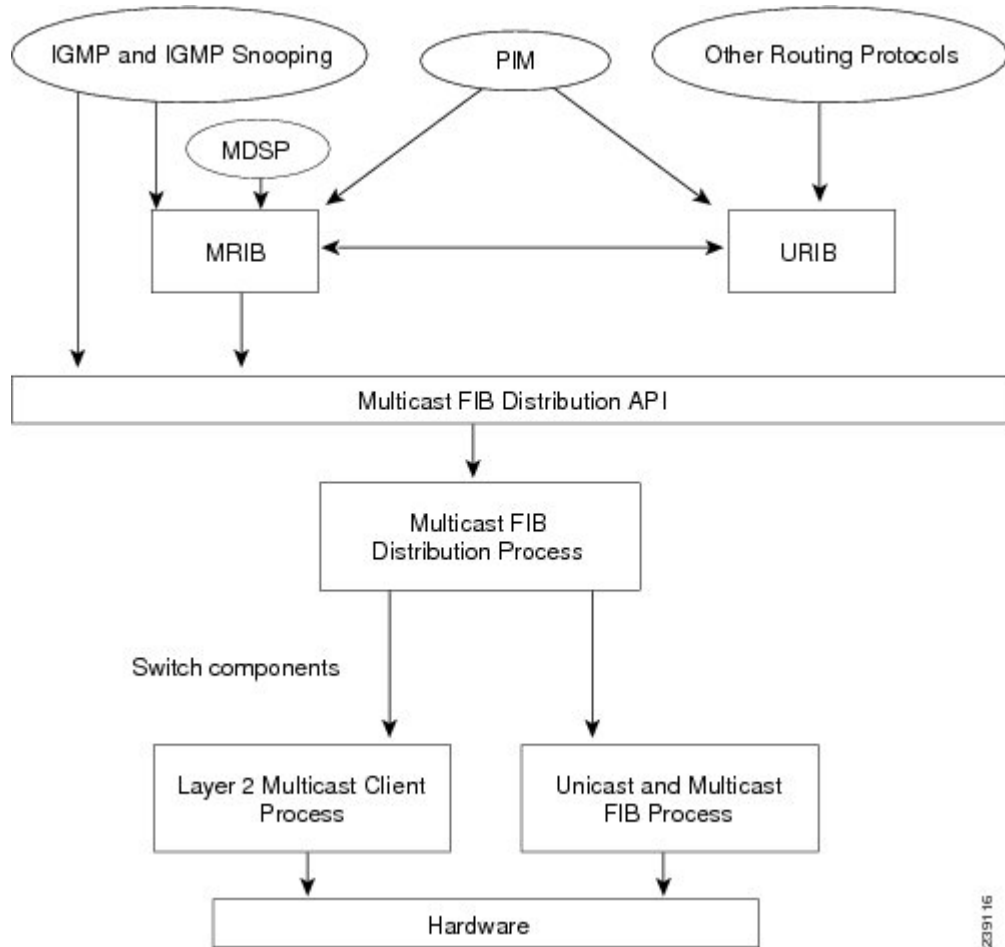 IGMP and IGMP Snooping
PIM
Other Routing Protocols
MDSP
MRIB
URIB
Multicast FIB Distribution API
Multicast FIB
Distribution Process
Switch components
Layer 2 Multicast Client
Process
Unicast and Multicast
FIB Process
Hardware
239116